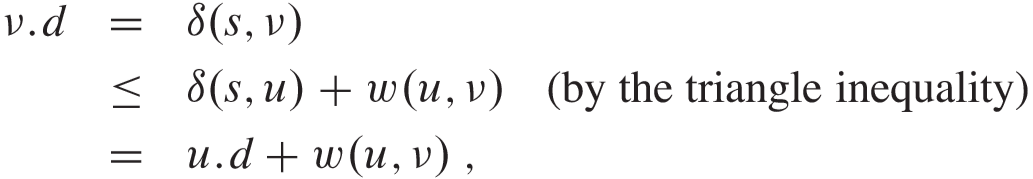 ν.d = δ(s, ν)
≤ δ(s, u) + w(u, ν) (by the triangle inequality)
= u.d + w(u, ν) ,